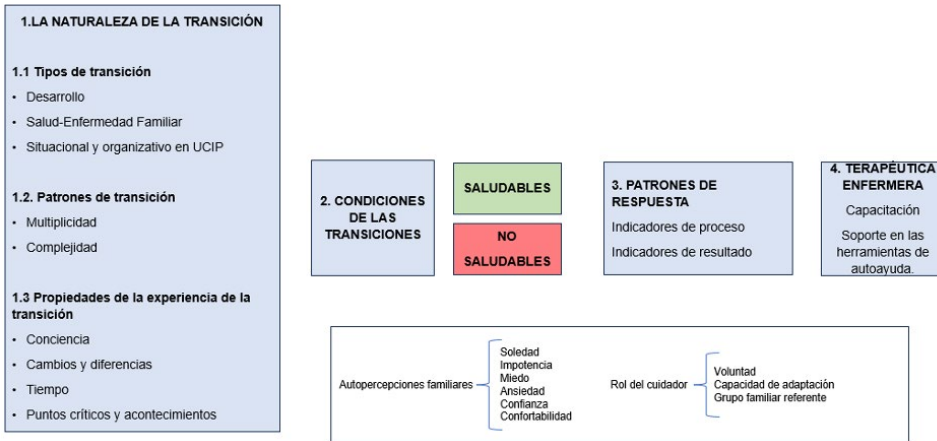 1.LA NATURALEZA DE LA TRANSICIÓN
1.1 Tipos de transición
• Desarrollo
• Salud-Enfermedad Familiar
• Situacional y organizativo en UCIP
1.2. Patrones de transición
• Multiplicidad
• Complejidad
1.3 Propiedades de la experiencia de la
transición
• Conciencia
• Cambios y diferencias
• Tiempo
• Puntos críticos y acontecimientos
2. CONDICIONES
DE LAS
TRANSICIONES
SALUDABLES
NO
SALUDABLES
3. PATRONES DE
RESPUESTA
Indicadores de proceso
Indicadores de resultado
4. TERAPÉUTICA
ENFERMERA
Capacitación
Soporte en las
herramientas de
autoayuda.
Autopercepciones familiares
Soledad
Impotencia
Miedo
Ansiedad
Confianza
Confortabilidad
Rol del cuidador
Voluntad
Capacidad de adaptación
Grupo familiar referente